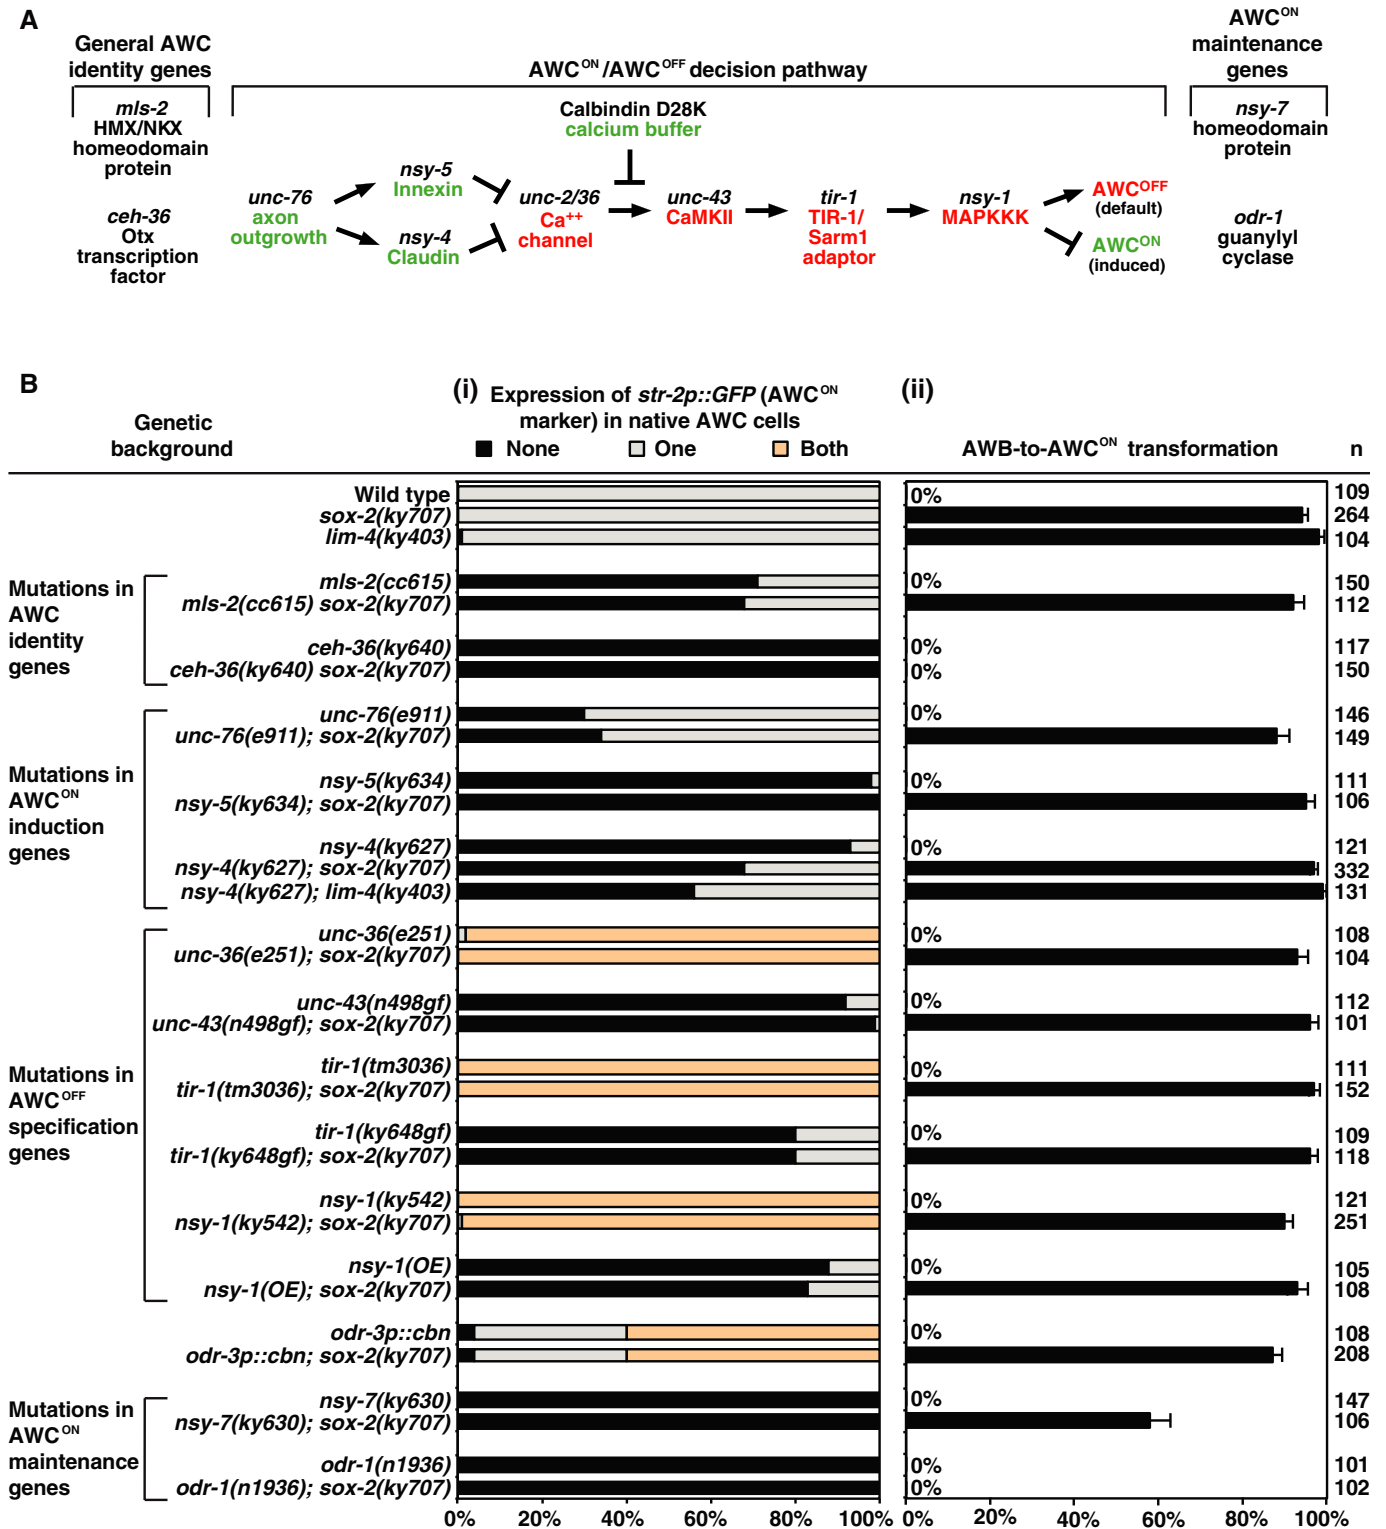 A
General AWC
identity genes
mls-2
HMX/NKX
homeodomain
protein
ceh-36
Otx
transcription
factor
AWC^ON/AWC^OFF decision pathway
Calbindin D28K
calcium buffer
unc-76
axon
outgrowth
nsy-5
Innexin
nsy-4
Claudin
unc-2/36
Ca++
channel
unc-43
CaMKII
tir-1
TIR-1/
Sarm1
adaptor
nsy-1
MAPKKK
AWC^OFF
(default)
AWC^ON
(induced)
AWC^ON
maintenance
genes
nsy-7
homeodomain
protein
odr-1
guanylyl
cyclase
B
Genetic
background
(i) Expression of str-2p::GFP (AWC^ON
marker) in native AWC cells
None One Both
(ii)
AWB-to-AWC^ON transformation n
Wild type 0% 109
sox-2(ky707) 264
lim-4(ky403) 104
Mutations in
AWC
identity
genes
mls-2(cc615) 0% 150
mls-2(cc615) sox-2(ky707) 112
ceh-36(ky640) 0% 117
ceh-36(ky640) sox-2(ky707) 0% 150
Mutations in
AWC^ON
induction
genes
unc-76(e911) 0% 146
unc-76(e911); sox-2(ky707) 149
nsy-5(ky634) 0% 111
nsy-5(ky634); sox-2(ky707) 106
nsy-4(ky627) 0% 121
nsy-4(ky627); sox-2(ky707) 332
nsy-4(ky627); lim-4(ky403) 131
Mutations in
AWC^OFF
specification
genes
unc-36(e251) 0% 108
unc-36(e251); sox-2(ky707) 104
unc-43(n498gf) 0% 112
unc-43(n498gf); sox-2(ky707) 101
tir-1(tm3036) 0% 111
tir-1(tm3036); sox-2(ky707) 152
tir-1(ky648gf) 0% 109
tir-1(ky648gf); sox-2(ky707) 118
nsy-1(ky542) 0% 121
nsy-1(ky542); sox-2(ky707) 251
nsy-1(OE) 0% 105
nsy-1(OE); sox-2(ky707) 108
odr-3p::cbn 0% 108
odr-3p::cbn; sox-2(ky707) 208
Mutations in
AWC^ON
maintenance
genes
nsy-7(ky630) 0% 147
nsy-7(ky630); sox-2(ky707) 106
odr-1(n1936) 0% 101
odr-1(n1936); sox-2(ky707) 0% 102
0% 20% 40% 60% 80% 100%
0% 20% 40% 60% 80% 100%